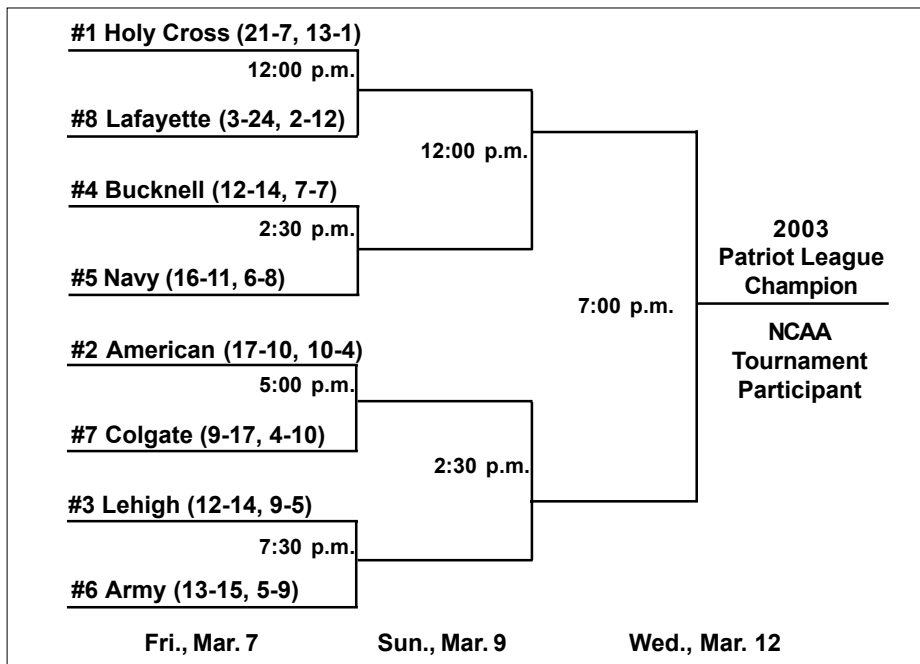 #1 Holy Cross (21-7, 13-1)
12:00 p.m.
#8 Lafayette (3-24, 2-12)
12:00 p.m.
#4 Bucknell (12-14, 7-7)
2:30 p.m.
#5 Navy (16-11, 6-8)
7:00 p.m.
2003
Patriot League
Champion
NCAA
Tournament
Participant
#2 American (17-10, 10-4)
5:00 p.m.
#7 Colgate (9-17, 4-10)
2:30 p.m.
#3 Lehigh (12-14, 9-5)
7:30 p.m.
#6 Army (13-15, 5-9)
Fri., Mar. 7
Sun., Mar. 9
Wed., Mar. 12